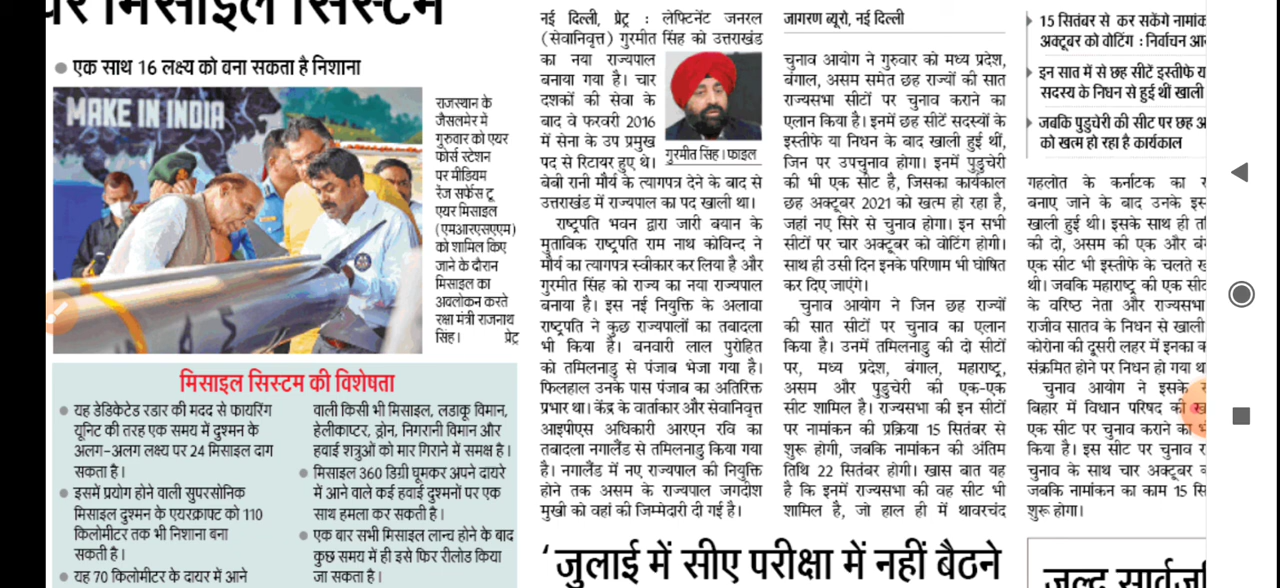 मिसाइल सिस्टम
एक साथ 16 लक्ष्य को बना सकता है निशाना
MAKE IN INDIA
राजस्थान के
जैसलमेर में
गुरुवार को एयर
फोर्स स्टेशन
पर मीडियम
रेंज सर्फेस टू
एयर मिसाइल
(एमआरएसएएम)
को शामिल किए
जाने के दौरान
मिसाइल का
अवलोकन करते
रक्षा मंत्री राजनाथ
सिंह। प्रेट्र
मिसाइल सिस्टम की विशेषता
यह डेडिकेटेड रडार की मदद से फायरिंग
यूनिट की तरह एक समय में दुश्मन के
अलग-अलग लक्ष्य पर 24 मिसाइल दाग
सकता है।
इसमें प्रयोग होने वाली सुपरसोनिक
मिसाइल दुश्मन के एयरक्राफ्ट को 110
किलोमीटर तक भी निशाना बना
सकती है।
यह 70 किलोमीटर के दायर में आने
वाली किसी भी मिसाइल, लडाकू विमान,
हेलीकाप्टर, ड्रोन, निगरानी विमान और
हवाई शत्रुओं को मार गिराने में समक्ष है।
मिसाइल 360 डिग्री घूमकर अपने दायरे
में आने वाले कई हवाई दुश्मनों पर एक
साथ हमला कर सकती है।
एक बार सभी मिसाइल लान्च होने के बाद
कुछ समय में ही इसे फिर रीलोड किया
जा सकता है।
नई दिल्ली, प्रेट्र : लेफ्टिनेंट जनरल
(सेवानिवृत्त) गुरमीत सिंह को उत्तराखंड
का नया राज्यपाल
बनाया गया है। चार
दशकों की सेवा के
बाद वे फरवरी 2016
में सेना के उप प्रमुख
पद से रिटायर हुए थे।
गुरमीत सिंह। फाइल
बेबी रानी मौर्य के त्यागपत्र देने के बाद से
उत्तराखंड में राज्यपाल का पद खाली था।
राष्ट्रपति भवन द्वारा जारी बयान के
मुताबिक राष्ट्रपति राम नाथ कोविन्द ने
मौर्य का त्यागपत्र स्वीकार कर लिया है और
गुरमीत सिंह को राज्य का नया राज्यपाल
बनाया है। इस नई नियुक्ति के अलावा
राष्ट्रपति ने कुछ राज्यपालों का तबादला
भी किया है। बनवारी लाल पुरोहित
को तमिलनाडु से पंजाब भेजा गया है।
फिलहाल उनके पास पंजाब का अतिरिक्त
प्रभार था। केंद्र के वार्ताकार और सेवानिवृत्त
आइपीएस अधिकारी आरएन रवि का
तबादला नगालैंड से तमिलनाडु किया गया
है। नगालैंड में नए राज्यपाल की नियुक्ति
होने तक असम के राज्यपाल जगदीश
मुखी को वहां की जिम्मेदारी दी गई है।
जागरण ब्यूरो, नई दिल्ली
चुनाव आयोग ने गुरुवार को मध्य प्रदेश,
बंगाल, असम समेत छह राज्यों की सात
राज्यसभा सीटों पर चुनाव कराने का
एलान किया है। इनमें छह सीटें सदस्यों के
इस्तीफे या निधन के बाद खाली हुई थीं,
जिन पर उपचुनाव होगा। इनमें पुडुचेरी
की भी एक सीट है, जिसका कार्यकाल
छह अक्टूबर 2021 को खत्म हो रहा है,
जहां नए सिरे से चुनाव होगा। इन सभी
सीटों पर चार अक्टूबर को वोटिंग होगी।
साथ ही उसी दिन इनके परिणाम भी घोषित
कर दिए जाएंगे।
चुनाव आयोग ने जिन छह राज्यों
की सात सीटों पर चुनाव का एलान
किया है। उनमें तमिलनाडु की दो सीटों
पर, मध्य प्रदेश, बंगाल, महाराष्ट्र,
असम और पुडुचेरी की एक-एक
सीट शामिल है। राज्यसभा की इन सीटों
पर नामांकन की प्रक्रिया 15 सितंबर से
शुरू होगी, जबकि नामांकन की अंतिम
तिथि 22 सितंबर होगी। खास बात यह
है कि इनमें राज्यसभा की वह सीट भी
शामिल है, जो हाल ही में थावरचंद
15 सितंबर से कर सकेंगे नामांक
अक्टूबर को वोटिंग : निर्वाचन आ
इन सात में से छह सीटें इस्तीफे य
सदस्य के निधन से हुई थीं खाली
जबकि पुडुचेरी की सीट पर छह अ
को खत्म हो रहा है कार्यकाल
गहलोत के कर्नाटक का
बनाए जाने के बाद उनके इस
खाली हुई थी। इसके साथ ही त
की दो, असम की एक और बं
एक सीट भी इस्तीफे के चलते
थी। जबकि महाराष्ट्र की एक सीट
के वरिष्ठ नेता और राज्यसभा
राजीव सातव के निधन से खाली
कोरोना की दूसरी लहर में इनका
संक्रमित होने पर निधन हो गया थ
चुनाव आयोग ने इसके
बिहार में विधान परिषद की
एक सीट पर चुनाव कराने का
किया है। इस सीट पर चुनाव
चुनाव के साथ चार अक्टूबर
जबकि नामांकन का काम 15 सि
शुरू होगा।
'जुलाई में सीए परीक्षा में नहीं बैठने